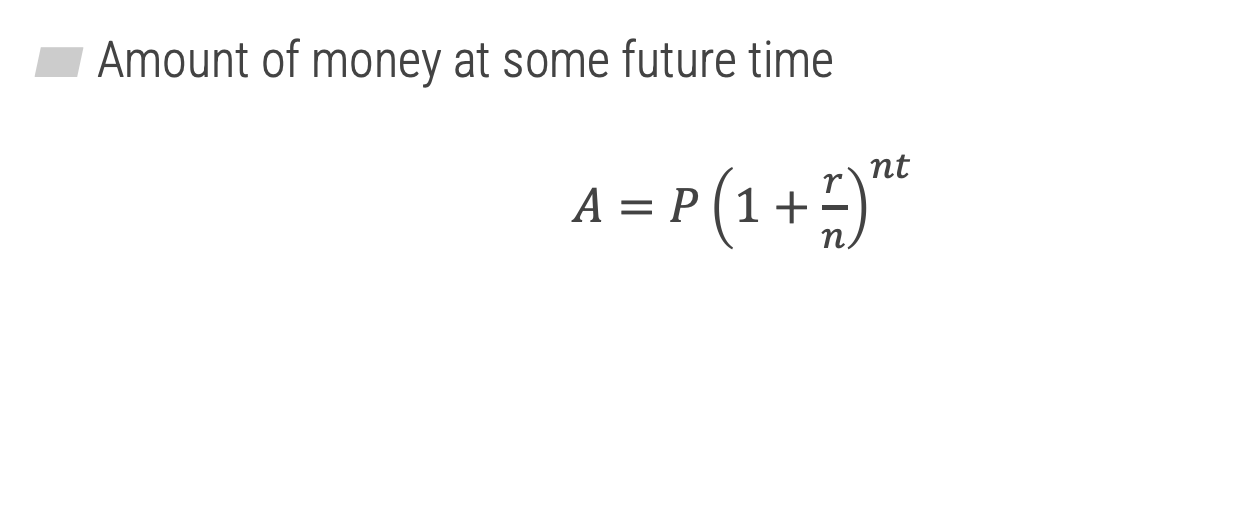 Amount of money at some future time
A = P(1 + r/n)^nt